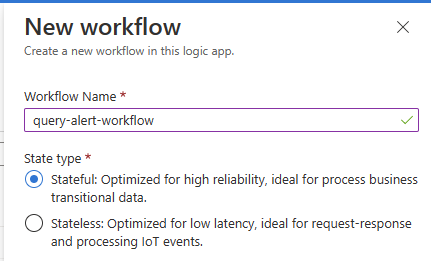 New workflow
Create a new workflow in this logic app.
Workflow Name *
query-alert-workflow
State type *
Stateful: Optimized for high reliability, ideal for process business
transitional data.
Stateless: Optimized for low latency, ideal for request-response
and processing IoT events.